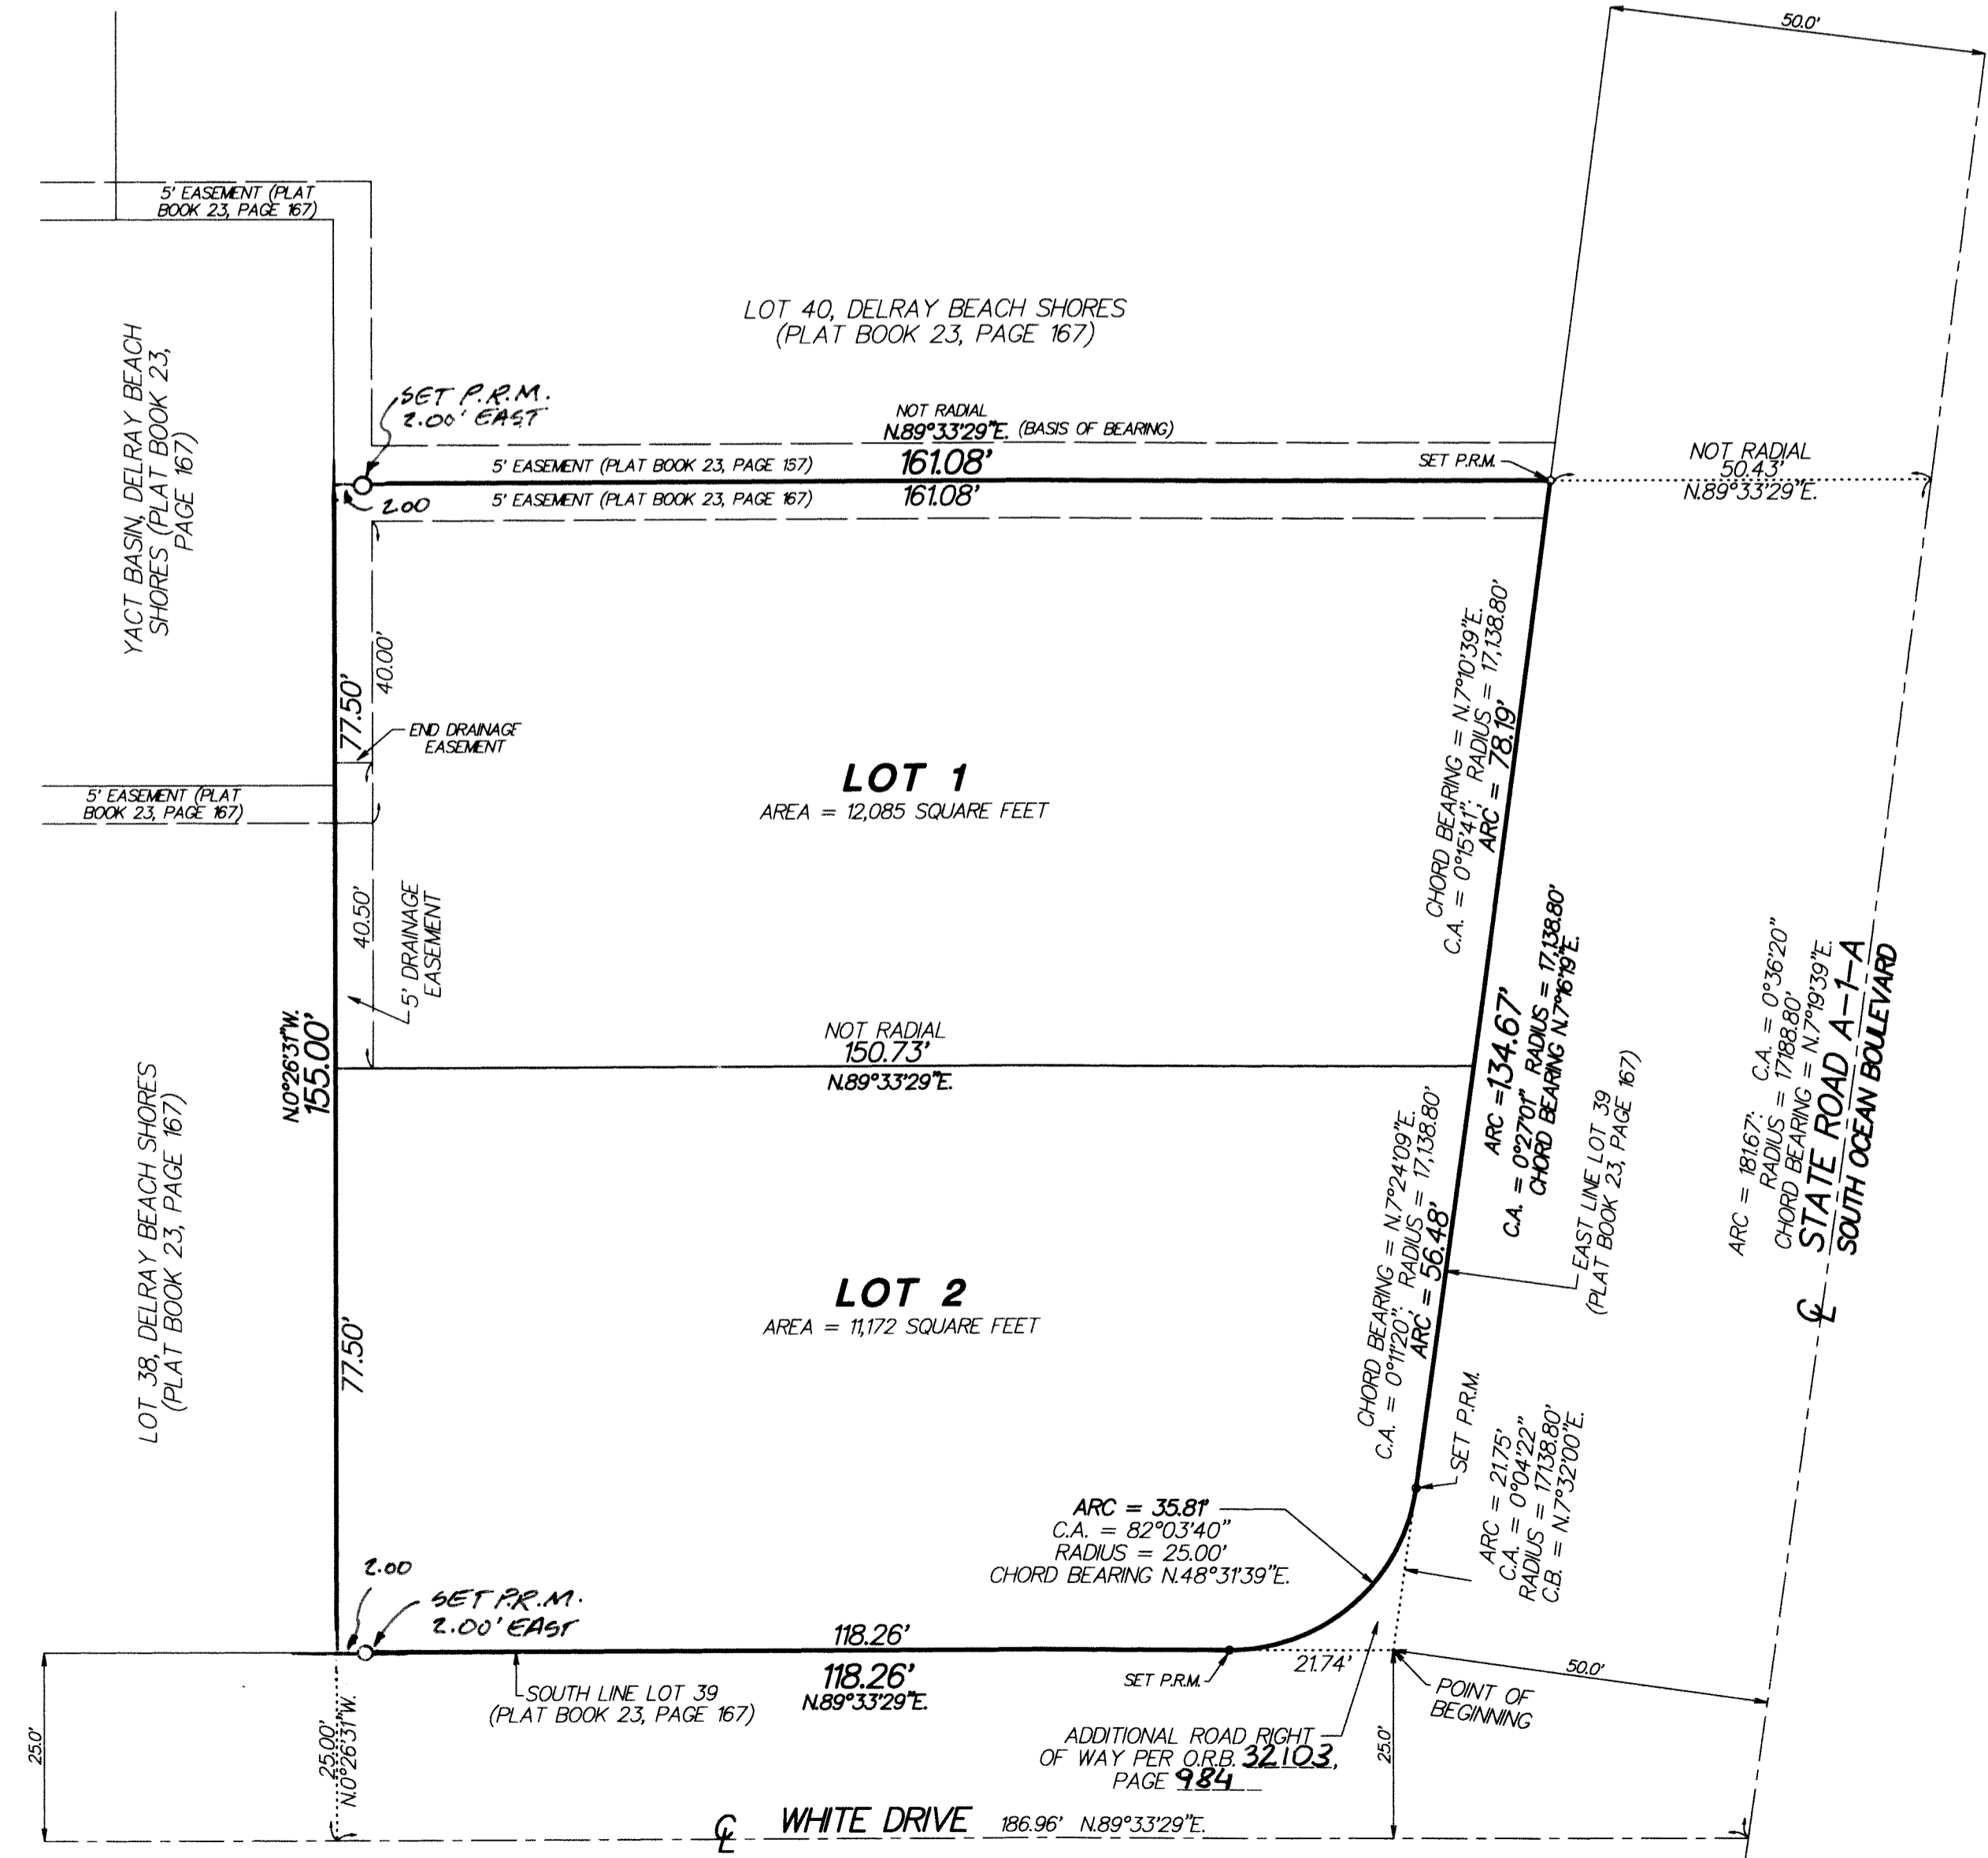 50.0'
5' EASEMENT (PLAT
BOOK 23, PAGE 167)
LOT 40, DELRAY BEACH SHORES
(PLAT BOOK 23, PAGE 167)
YACT BASIN, DELRAY BEACH
SHORES (PLAT BOOK 23,
PAGE 167)
SET P.R.M.
2.00' EAST
NOT RADIAL
N.89°33'29"E. (BASIS OF BEARING)
5' EASEMENT (PLAT BOOK 23, PAGE 157)
161.08'
SET P.R.M.
NOT RADIAL
50.43'
N.89°33'29"E.
2.00
5' EASEMENT (PLAT BOOK 23, PAGE 167)
161.08'
77.50'
40.00'
END DRAINAGE
EASEMENT
5' EASEMENT (PLAT
BOOK 23, PAGE 167)
LOT 1
AREA = 12,085 SQUARE FEET
CHORD BEARING = N.7°10'39"E.
C.A. = 0°15'41"; RADIUS = 17,138.80'
ARC = 78.19'
40.50'
5' DRAINAGE
EASEMENT
N.0°26'31"W.
155.00'
NOT RADIAL
150.73'
N.89°33'29"E.
ARC =134.67'
C.A. = 0°27'01" RADIUS = 17,138.80'
CHORD BEARING N.7°16'19"E.
EAST LINE LOT 39
(PLAT BOOK 23, PAGE 167)
ARC = 181.67'; C.A. = 0°36'20"
RADIUS = 17188.80'
CHORD BEARING = N.7°19'39"E.
STATE ROAD A-1-A
SOUTH OCEAN BOULEVARD
CL
LOT 38, DELRAY BEACH SHORES
(PLAT BOOK 23, PAGE 167)
77.50'
LOT 2
AREA = 11,172 SQUARE FEET
CHORD BEARING = N.7°24'09"E.
C.A. = 0°11'20"; RADIUS = 17,138.80'
ARC = 56.48'
SET P.R.M.
ARC = 21.75'
C.A. = 0°04'22"
RADIUS = 17138.80'
C.B. = N.7°32'00"E.
ARC = 35.81'
C.A. = 82°03'40"
RADIUS = 25.00'
CHORD BEARING N.48°31'39"E.
2.00
SET P.R.M.
2.00' EAST
118.26'
118.26'
N.89°33'29"E.
SOUTH LINE LOT 39
(PLAT BOOK 23, PAGE 167)
SET P.R.M.
21.74'
50.0'
POINT OF
BEGINNING
25.0'
25.00'
N.0°26'31"W.
ADDITIONAL ROAD RIGHT
OF WAY PER O.R.B. 32103,
PAGE 984
25.0'
CL WHITE DRIVE 186.96' N.89°33'29"E.